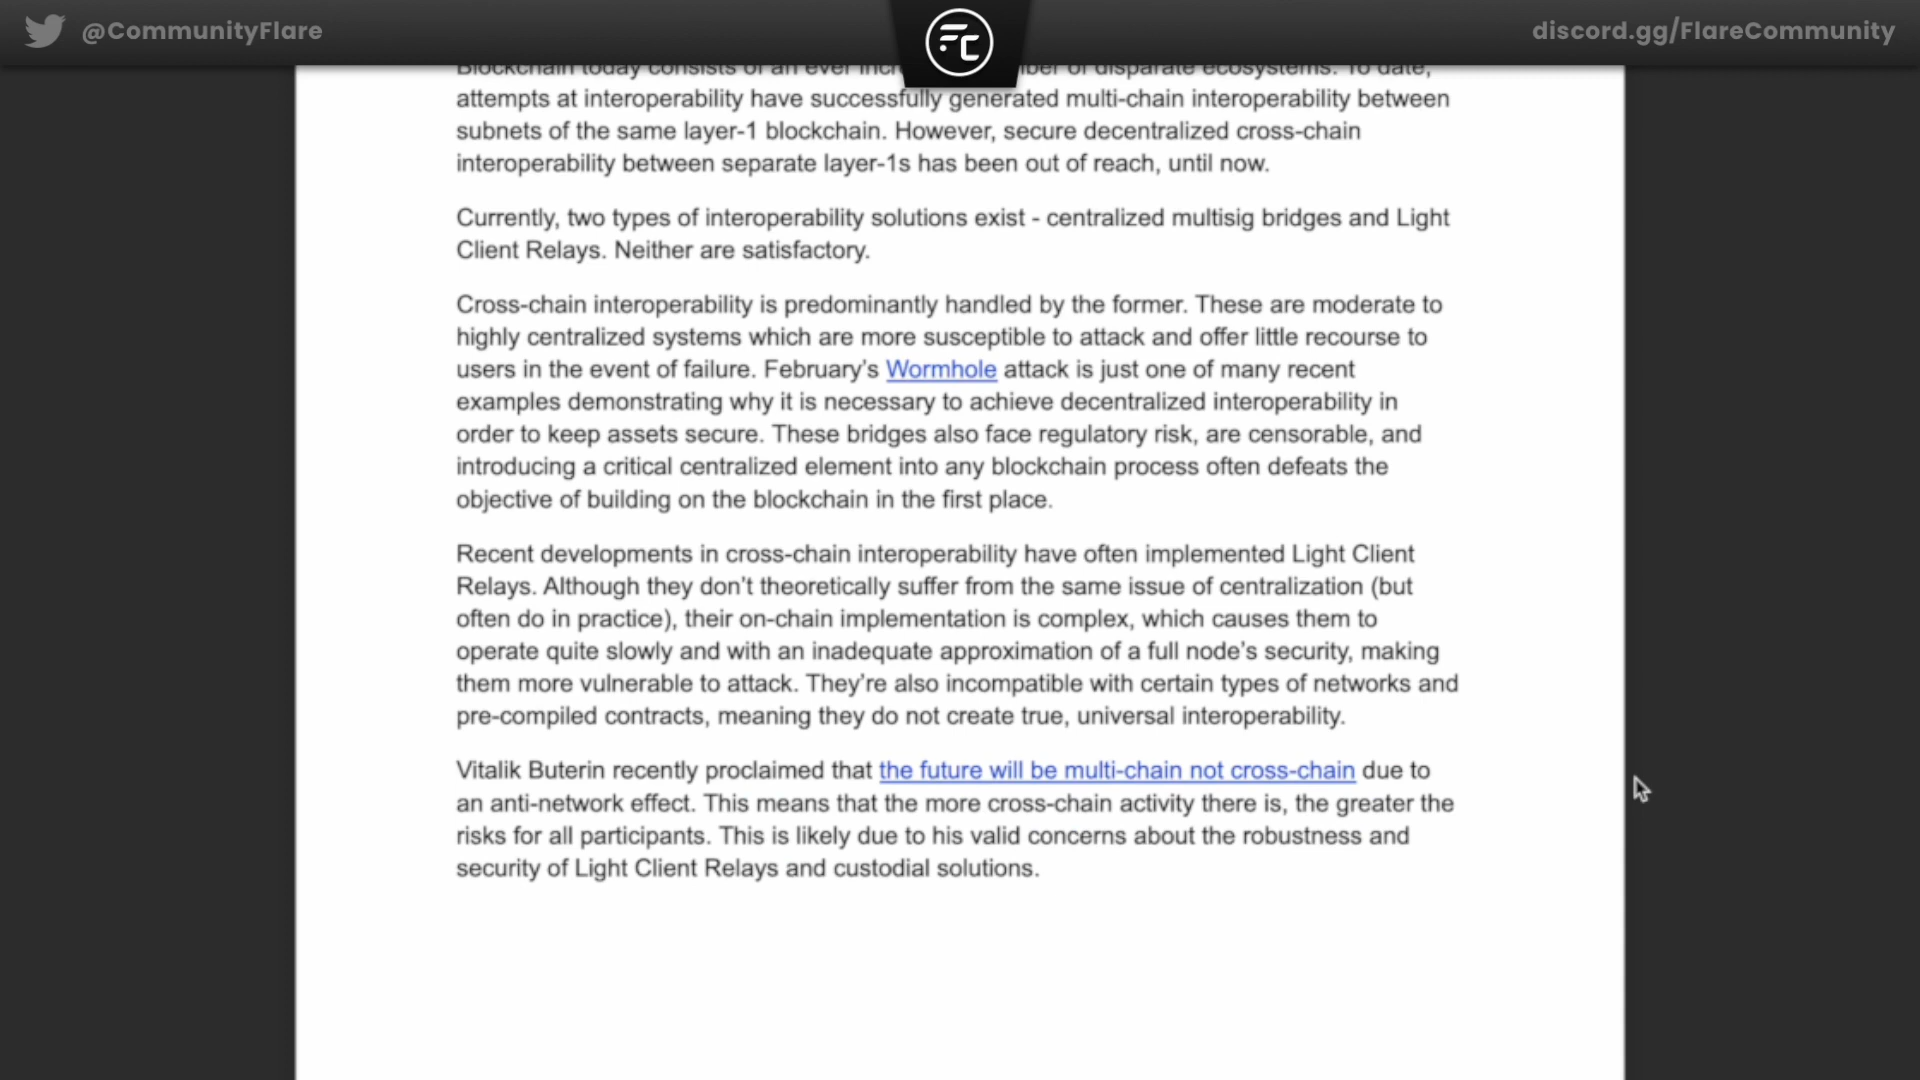 @CommunityFlare
FC
discord.gg/FlareCommunity
Blockchain today consists of an ever of disparate ecosystems. To date,
attempts at interoperability have successfully generated multi-chain interoperability between
subnets of the same layer-1 blockchain. However, secure decentralized cross-chain
interoperability between separate layer-1s has been out of reach, until now.
Currently, two types of interoperability solutions exist - centralized multisig bridges and Light
Client Relays. Neither are satisfactory.
Cross-chain interoperability is predominantly handled by the former. These are moderate to
highly centralized systems which are more susceptible to attack and offer little recourse to
users in the event of failure. February’s Wormhole attack is just one of many recent
examples demonstrating why it is necessary to achieve decentralized interoperability in
order to keep assets secure. These bridges also face regulatory risk, are censorable, and
introducing a critical centralized element into any blockchain process often defeats the
objective of building on the blockchain in the first place.
Recent developments in cross-chain interoperability have often implemented Light Client
Relays. Although they don’t theoretically suffer from the same issue of centralization (but
often do in practice), their on-chain implementation is complex, which causes them to
operate quite slowly and with an inadequate approximation of a full node’s security, making
them more vulnerable to attack. They’re also incompatible with certain types of networks and
pre-compiled contracts, meaning they do not create true, universal interoperability.
Vitalik Buterin recently proclaimed that the future will be multi-chain not cross-chain due to
an anti-network effect. This means that the more cross-chain activity there is, the greater the
risks for all participants. This is likely due to his valid concerns about the robustness and
security of Light Client Relays and custodial solutions.